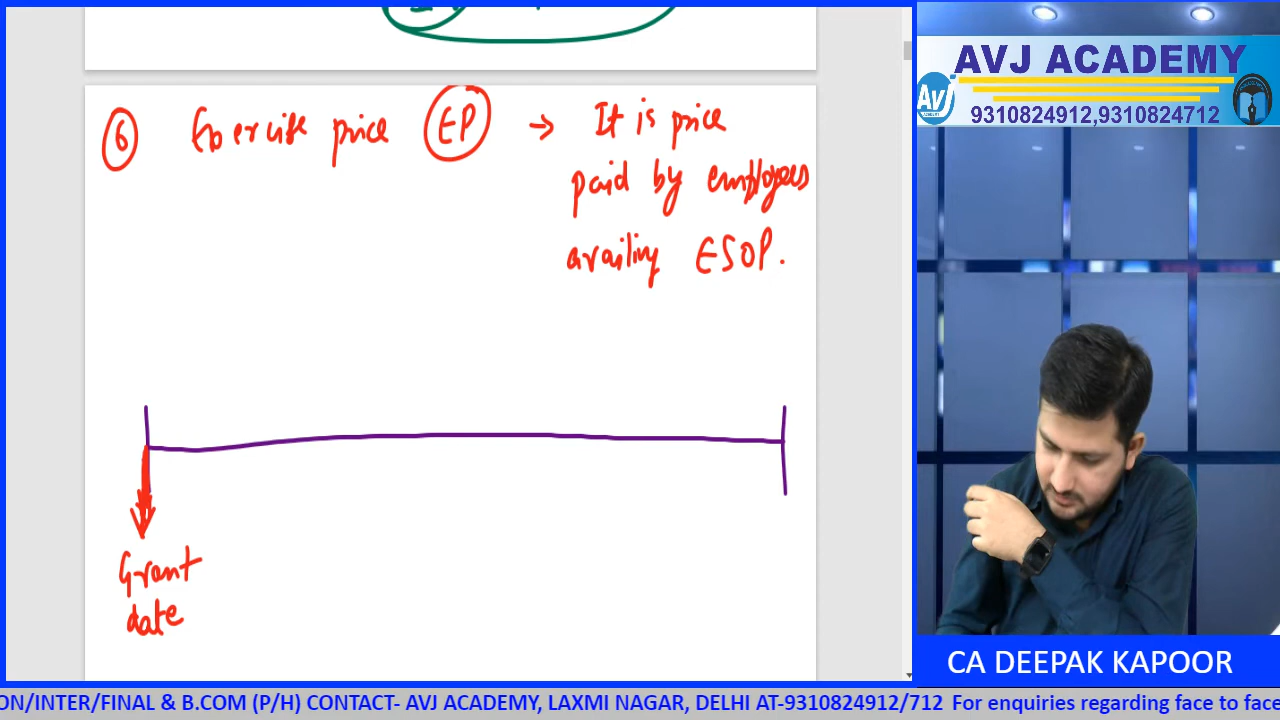 6 Exercise price EP → It is price
paid by employees
availing ESOP.
Grant
date
AVJ ACADEMY
AVJ
9310824912,9310824712
CA DEEPAK KAPOOR
ON/INTER/FINAL & B.COM (P/H) CONTACT- AVJ ACADEMY, LAXMI NAGAR, DELHI AT-9310824912/712 For enquiries regarding face to face